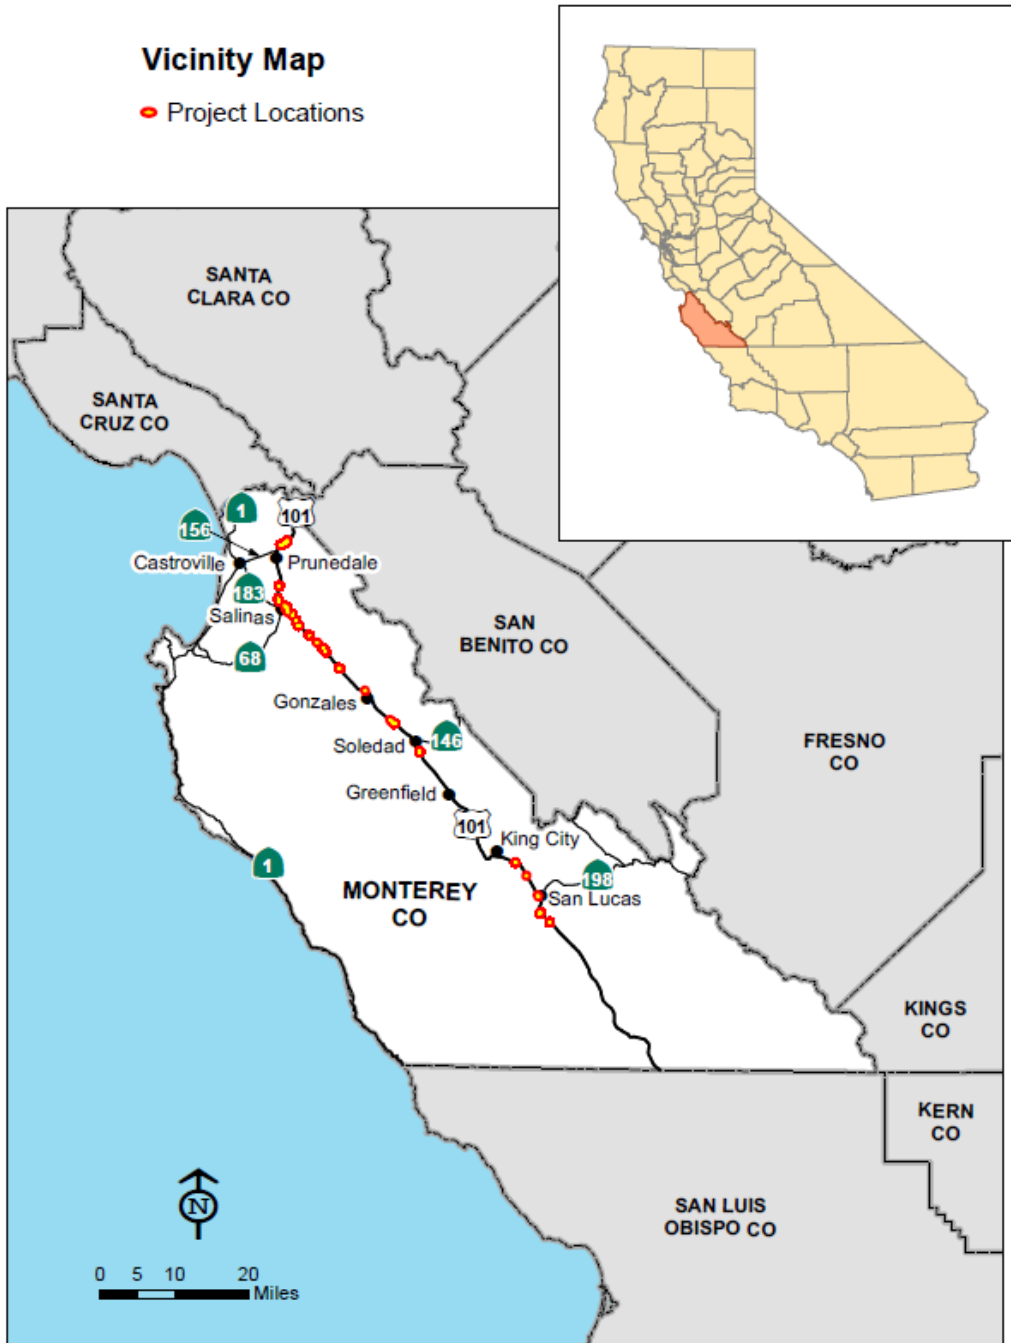 Vicinity Map
Project Locations
SANTA
CLARA CO
SANTA
CRUZ CO
1
101
156
Castroville
Prunedale
183
Salinas
SAN
BENITO CO
68
Gonzales
Soledad
146
FRESNO
CO
Greenfield
101
King City
1
198
MONTEREY
CO
San Lucas
KINGS
CO
KERN
CO
N
SAN LUIS
OBISPO CO
0 5 10 20
Miles